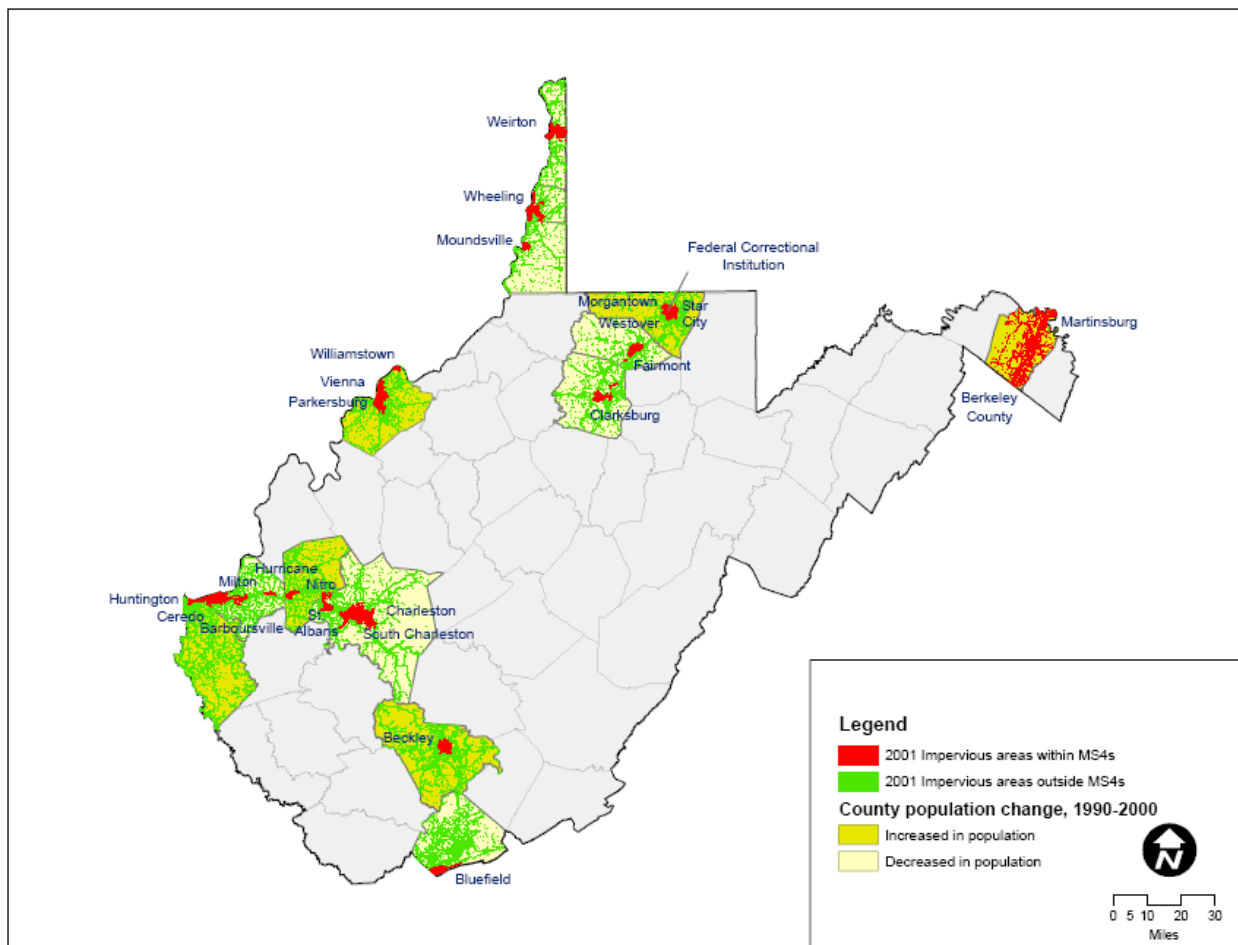 Weirton
Wheeling
Moundsville
Federal Correctional
Institution
Morgantown
Star
City
Westover
Fairmont
Clarksburg
Martinsburg
Berkeley
County
Williamstown
Vienna
Parkersburg
Hurricane
Milton
Nitro
Huntington
Ceredo
Barboursville
St.
Albans
Charleston
South Charleston
Beckley
Bluefield
Legend
2001 Impervious areas within MS4s
2001 Impervious areas outside MS4s
County population change, 1990-2000
Increased in population
Decreased in population
N
0 5 10 20 30
Miles